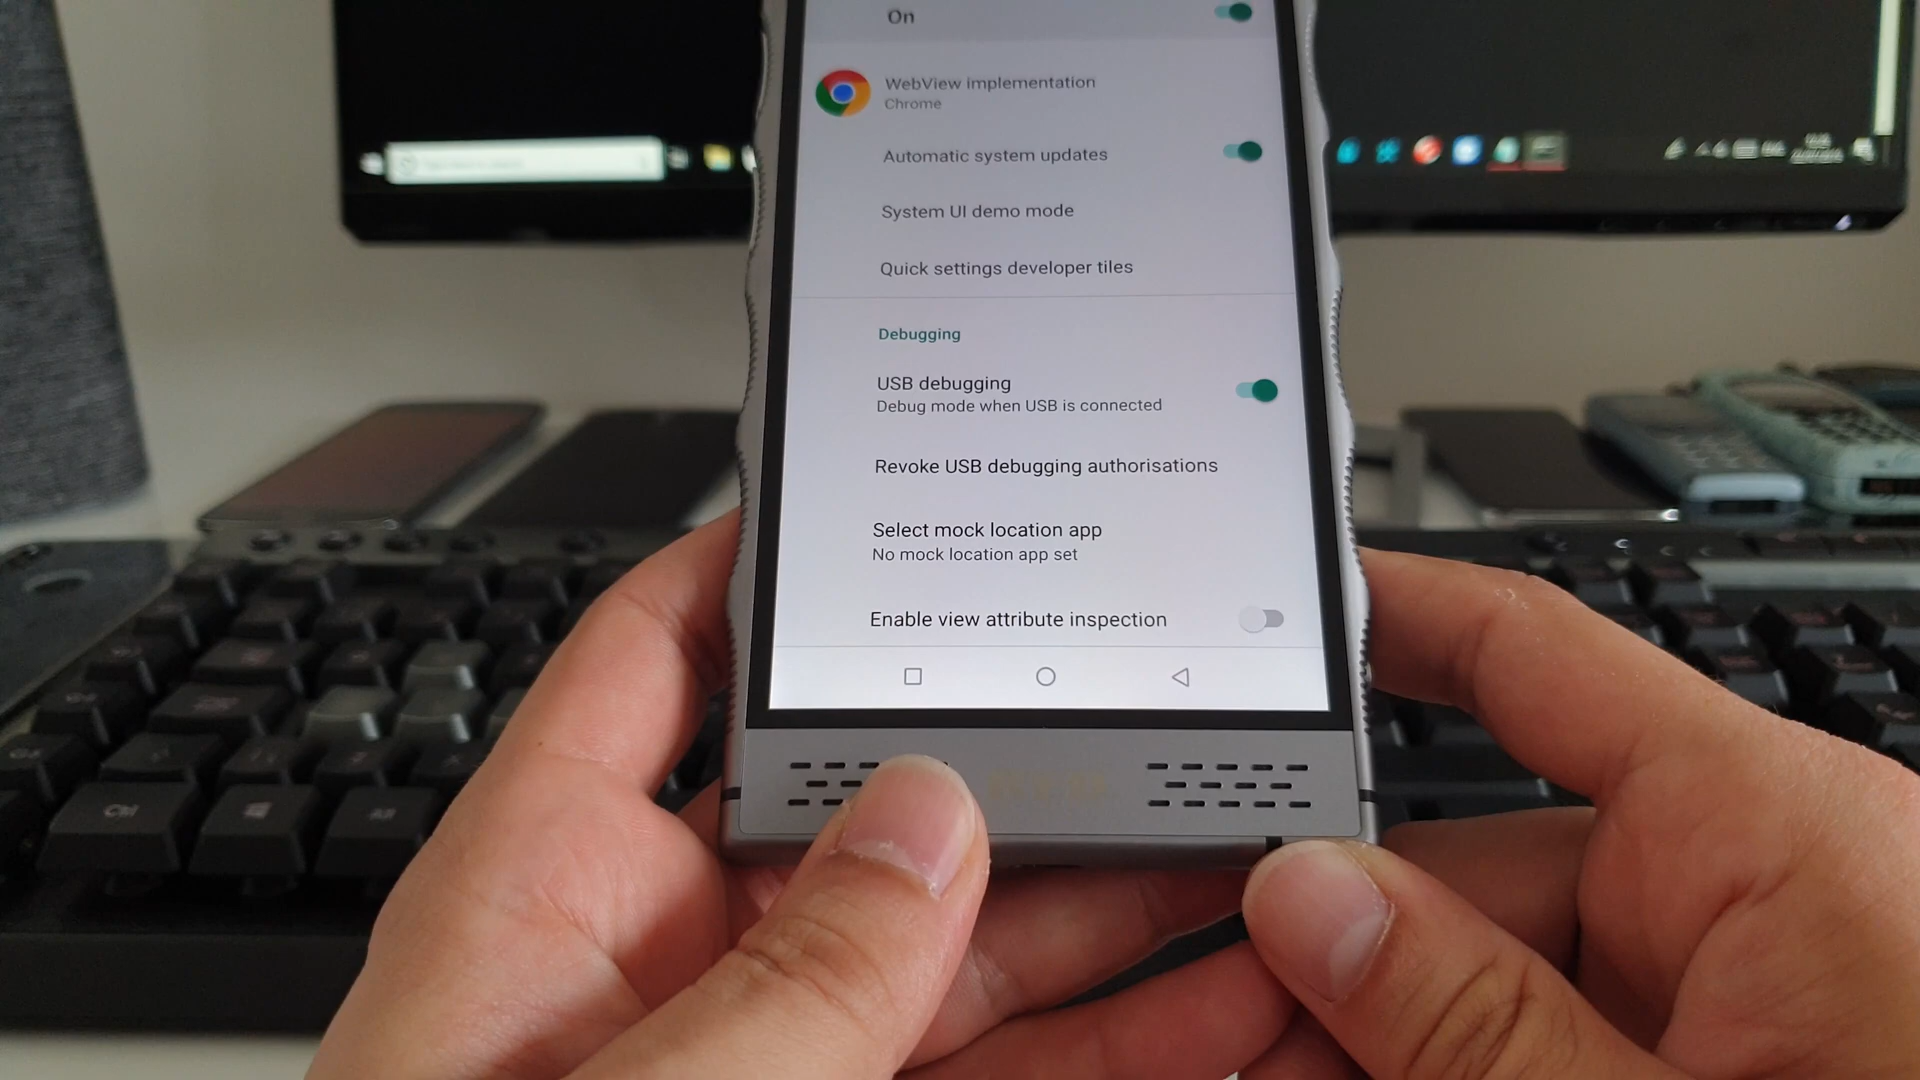 On
WebView implementation
Chrome
Automatic system updates
System UI demo mode
Quick settings developer tiles
Debugging
USB debugging
Debug mode when USB is connected
Revoke USB debugging authorisations
Select mock location app
No mock location app set
Enable view attribute inspection
Ctrl
Alt